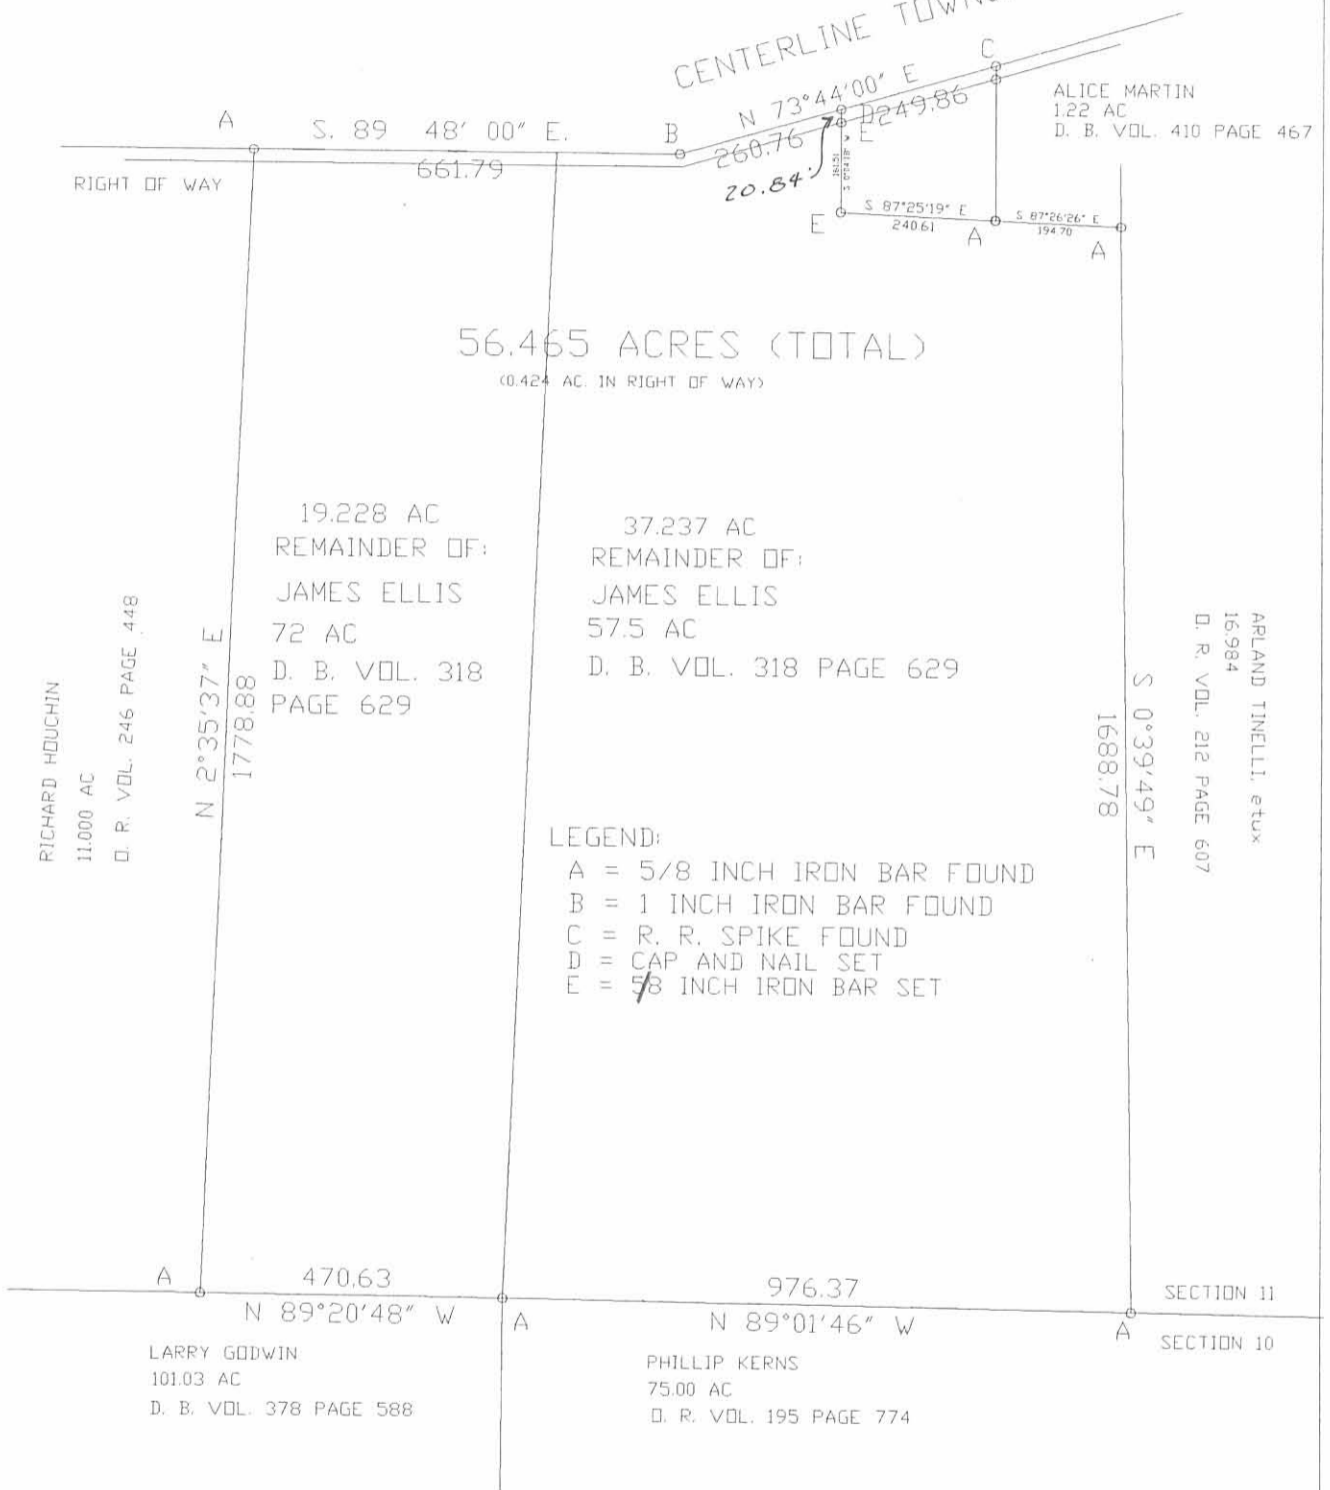 CENTERLINE
A
S. 89 48' 00" E.
661.79
B
N 73°44'00" E
260.76
D
249.86
E
C
20.84'
161.51
RIGHT OF WAY
ALICE MARTIN
1.22 AC
D. B. VOL. 410 PAGE 467
E
S 87°25'19" E
240.61
A
S 87°26'26" E
194.70
A
56.465 ACRES (TOTAL)
(0.424 AC. IN RIGHT OF WAY)
19.228 AC
REMAINDER OF:
JAMES ELLIS
72 AC
D. B. VOL. 318
PAGE 629
37.237 AC
REMAINDER OF:
JAMES ELLIS
57.5 AC
D. B. VOL. 318 PAGE 629
RICHARD HOUCHIN
11.000 AC
O. R. VOL. 246 PAGE 448
N 2°35'37" E
1778.88
S 0°39'49" E
1688.78
ARLAND TINELLI, etux
16.984
O. R. VOL. 212 PAGE 607
LEGEND:
A = 5/8 INCH IRON BAR FOUND
B = 1 INCH IRON BAR FOUND
C = R. R. SPIKE FOUND
D = CAP AND NAIL SET
E = 5/8 INCH IRON BAR SET
A
470.63
N 89°20'48" W
A
976.37
N 89°01'46" W
A
SECTION 11
SECTION 10
LARRY GODWIN
101.03 AC
D. B. VOL. 378 PAGE 588
PHILLIP KERNS
75.00 AC
O. R. VOL. 195 PAGE 774